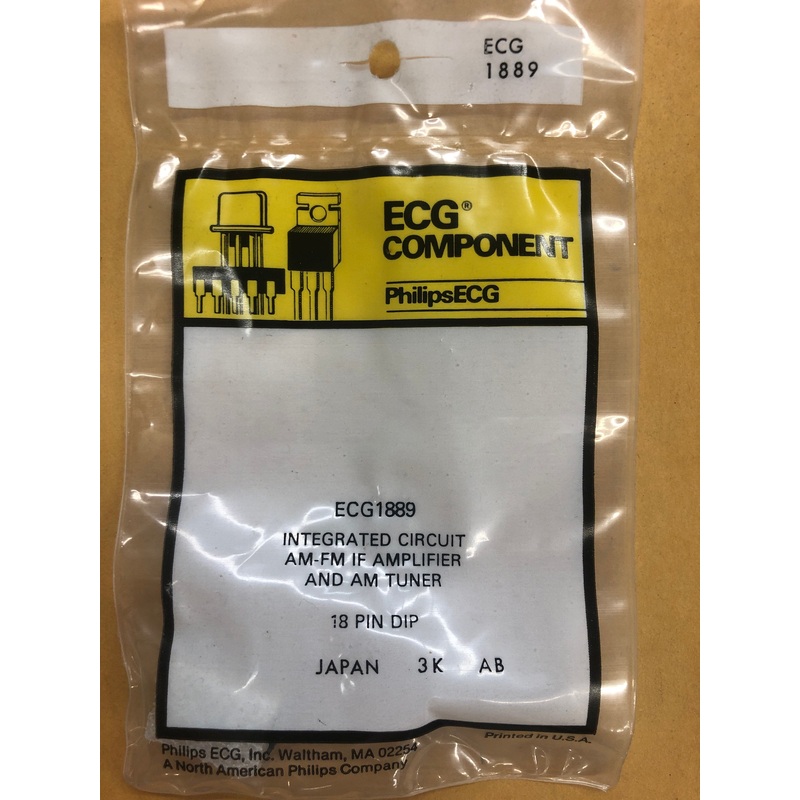 ECG
1889
ECG®
COMPONENT
PhilipsECG
ECG1889
INTEGRATED CIRCUIT
AM-FM IF AMPLIFIER
AND AM TUNER
18 PIN DIP
JAPAN 3K AB
Printed in U.S.A.
Philips ECG, Inc. Waltham, MA 02254
A North American Philips Company